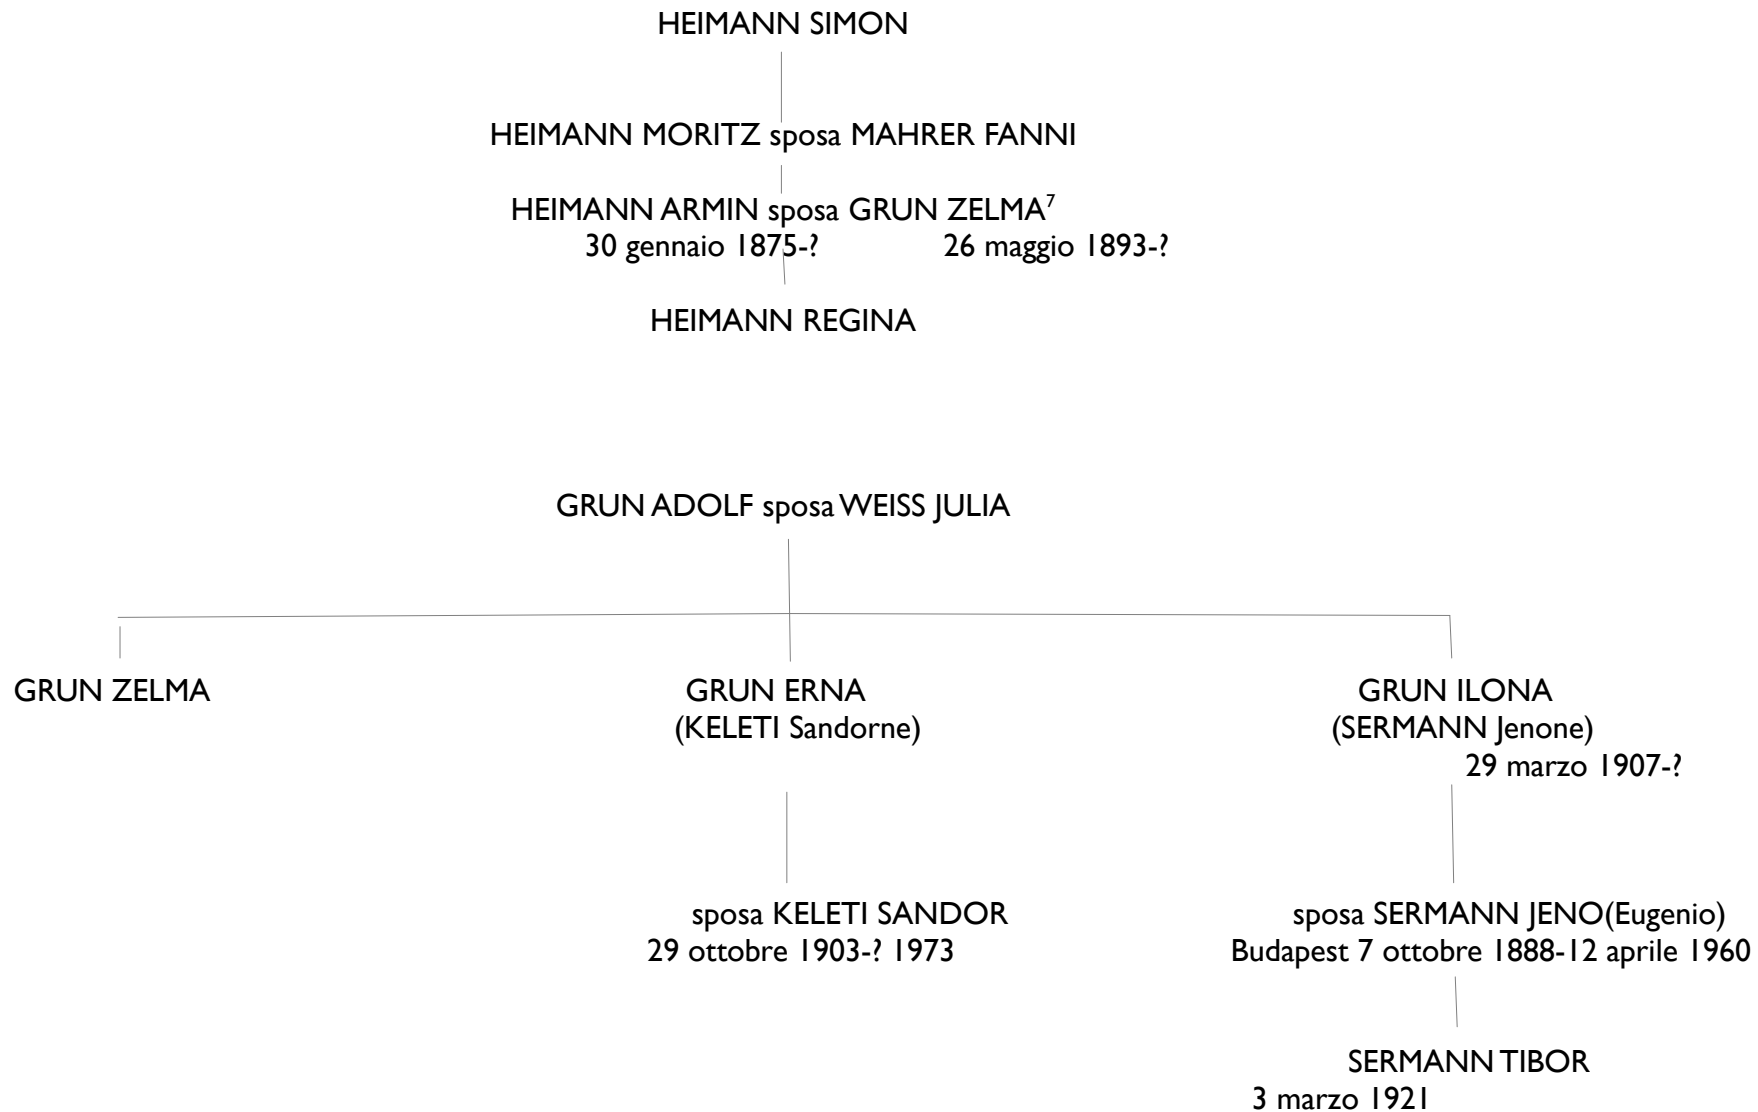 HEIMANN SIMON
HEIMANN MORITZ sposa MAHRER FANNI
HEIMANN ARMIN sposa GRUN ZELMA⁷
30 gennaio 1875-? 26 maggio 1893-?
HEIMANN REGINA
GRUN ADOLF sposa WEISS JULIA
GRUN ZELMA
GRUN ERNA
(KELETI Sandorne)
GRUN ILONA
(SERMANN Jenone)
29 marzo 1907-?
sposa KELETI SANDOR
29 ottobre 1903-? 1973
sposa SERMANN JENO(Eugenio)
Budapest 7 ottobre 1888-12 aprile 1960
SERMANN TIBOR
3 marzo 1921